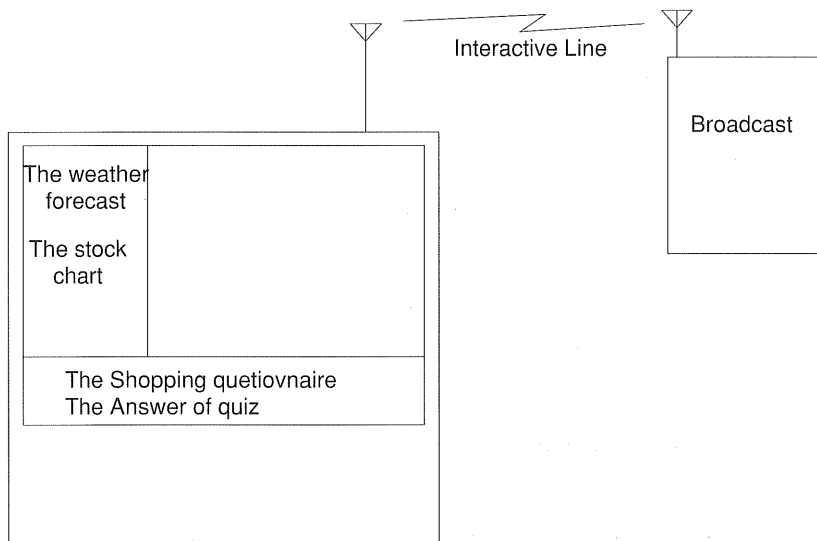 Interactive Line
Broadcast
The weather
forecast
The stock
chart
The Shopping quetiovnaire
The Answer of quiz